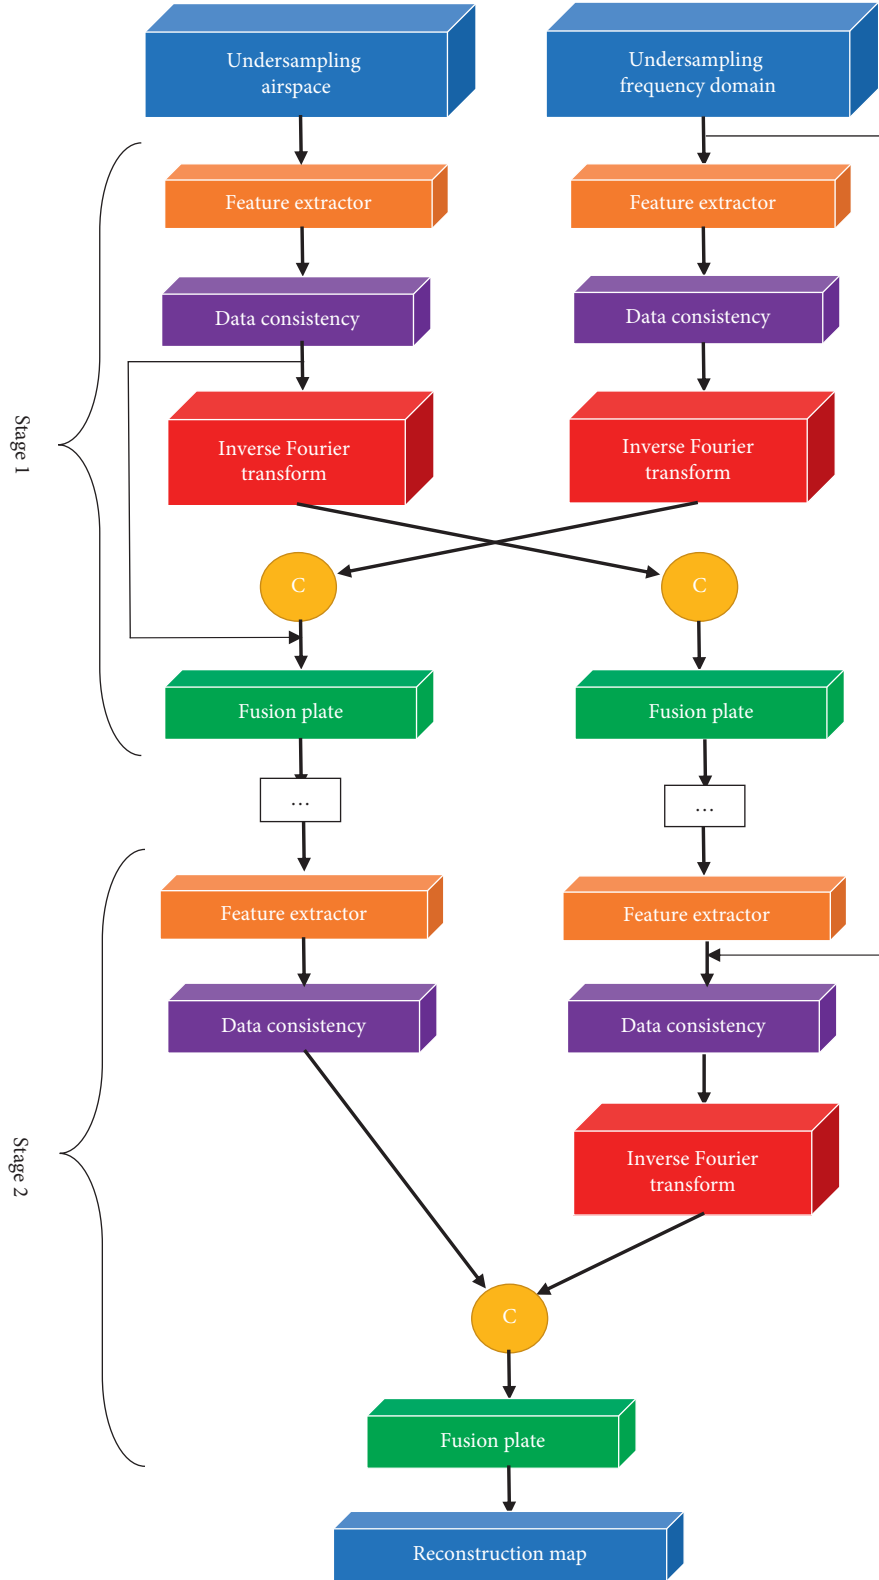 Undersampling
airspace
Undersampling
frequency domain
Feature extractor
Feature extractor
Data consistency
Data consistency
Stage 1
Inverse Fourier
transform
Inverse Fourier
transform
C
C
Fusion plate
Fusion plate
...
...
Feature extractor
Feature extractor
Data consistency
Data consistency
Stage 2
Inverse Fourier
transform
C
Fusion plate
Reconstruction map